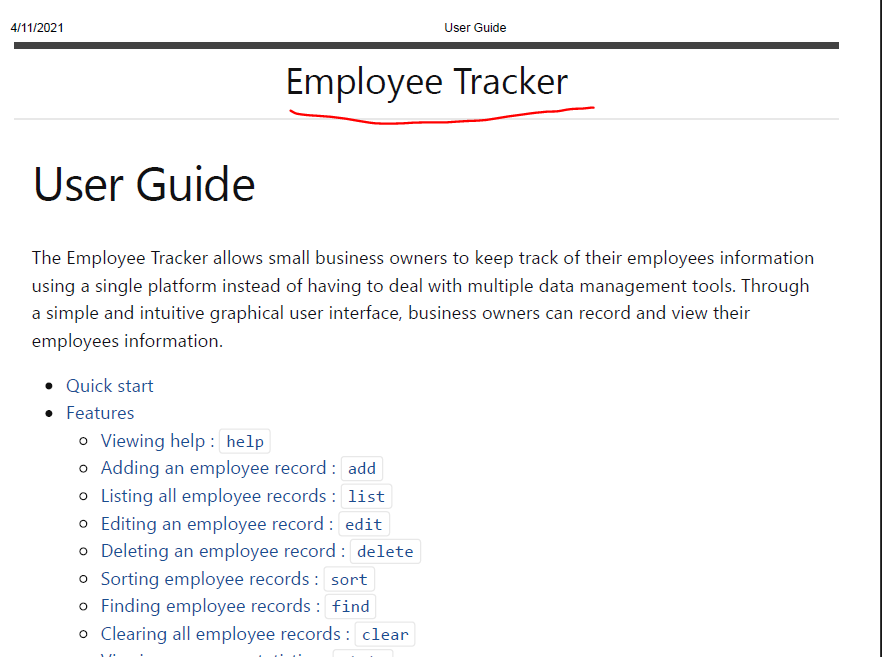 4/11/2021 User Guide
Employee Tracker
User Guide
The Employee Tracker allows small business owners to keep track of their employees information
using a single platform instead of having to deal with multiple data management tools. Through
a simple and intuitive graphical user interface, business owners can record and view their
employees information.
Quick start
Features
Viewing help : help
Adding an employee record : add
Listing all employee records : list
Editing an employee record : edit
Deleting an employee record : delete
Sorting employee records : sort
Finding employee records : find
Clearing all employee records : clear